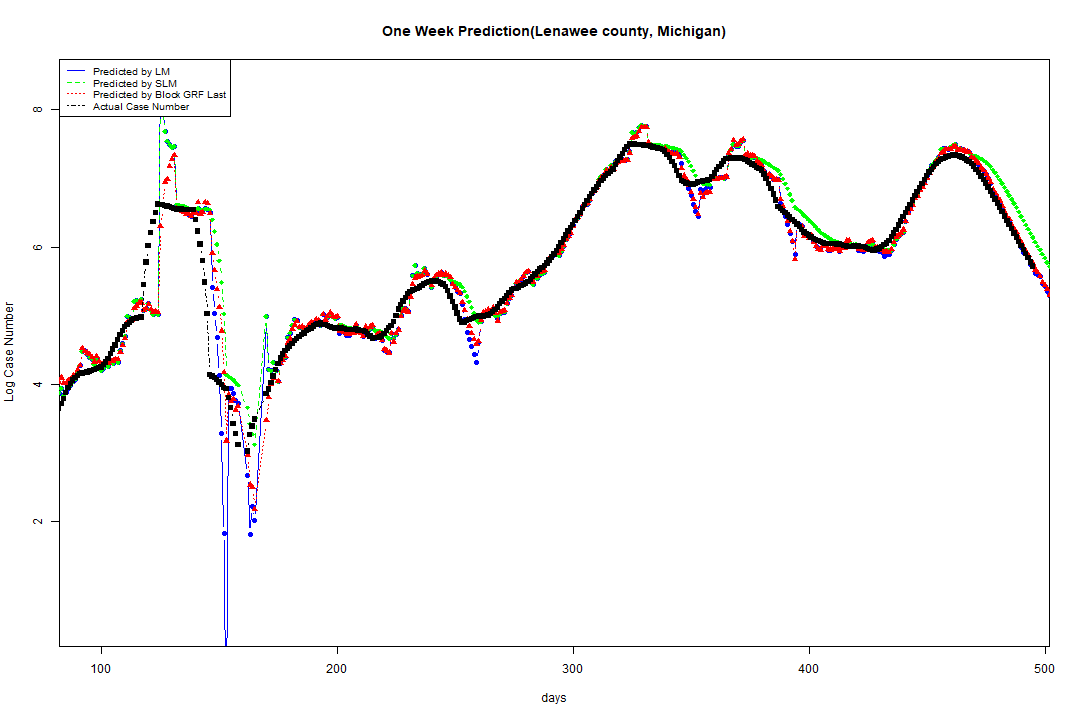 One Week Prediction(Lenawee county, Michigan)
Predicted by LM
Predicted by SLM
Predicted by Block GRF Last
Actual Case Number
8
6
4
2
Log Case Number
100 200 300 400 500
days